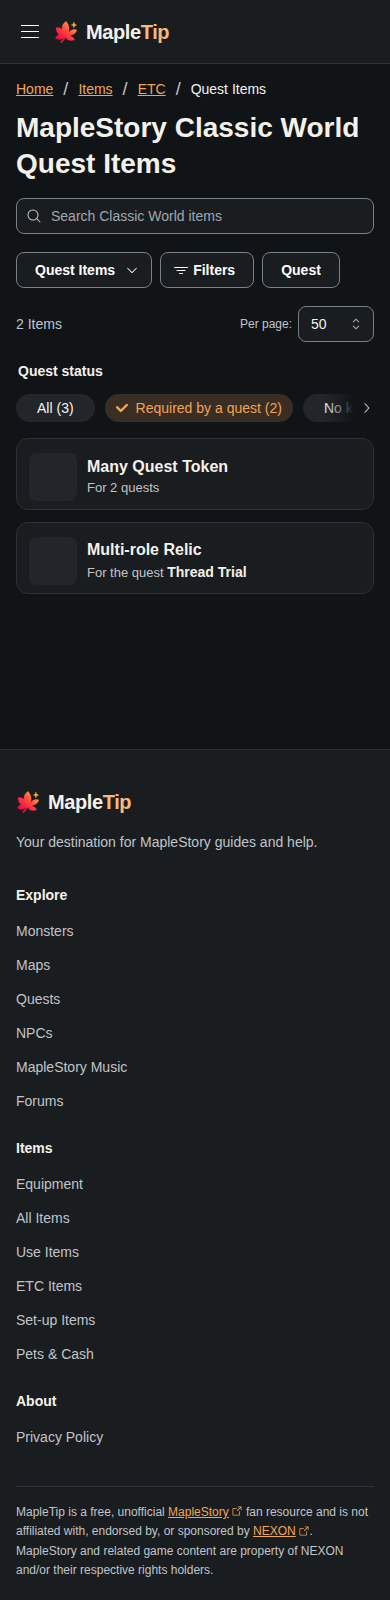 MapleTip
Home / Items / ETC / Quest Items
MapleStory Classic World
Quest Items
Search Classic World items
Quest Items Filters Quest
2 Items Per page: 50
Quest status
All (3) Required by a quest (2) No
Many Quest Token
For 2 quests
Multi-role Relic
For the quest Thread Trial
MapleTip
Your destination for MapleStory guides and help.
Explore
Monsters
Maps
Quests
NPCs
MapleStory Music
Forums
Items
Equipment
All Items
Use Items
ETC Items
Set-up Items
Pets & Cash
About
Privacy Policy
MapleTip is a free, unofficial MapleStory fan resource and is not
affiliated with, endorsed by, or sponsored by NEXON.
MapleStory and related game content are property of NEXON
and/or their respective rights holders.